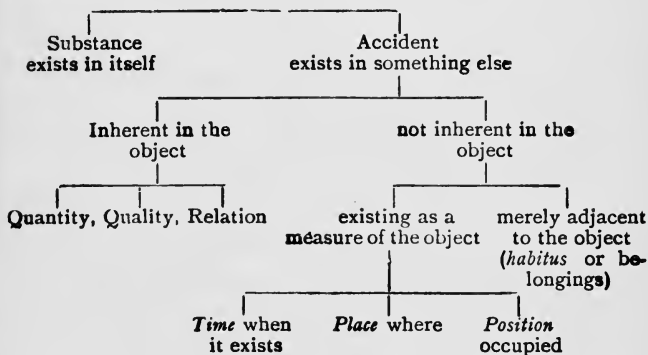 Substance
exists in itself
Accident
exists in something else
Inherent in the
object
not inherent in the
object
Quantity, Quality, Relation
existing as a
measure of the object
merely adjacent
to the object
(habitus or be-
longings)
Time when
it exists
Place where
Position
occupied